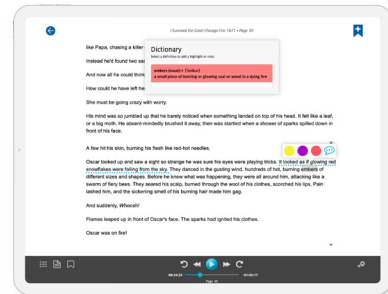 I Survived the Great Chicago Fire 1871 • Page 30
like Papa, chasing a killer
Dictionary
Select a definition to add a highlight or note.
Instead he'd found two
embers (noun)
a small piece of burning or glowing coal or wood in a dying fire
And now all he could think
How could he have left he
She must be going crazy with worry.
His mind was so jumbled up that he barely noticed when something landed on top of his head. It felt like a leaf,
or a big moth. He absent-mindedly brushed it away, then was startled when a shower of sparks spilled down in
front of his face.
A few hit his skin, burning his flesh like red-hot needles.
Oscar looked up and saw a sight so strange he was sure his eyes were playing tricks. It looked as if glowing red
snowflakes were falling from the sky. They danced in the gusting wind, hundreds of hot, burning embers of
different sizes and shapes. Before he knew what was happening, they were all around him, attacking like a
swarm of fiery bees. They seared his scalp, burned through the wool of his clothes, scorched his lips. Pain
lashed him, and the sickening smell of his burning hair made him gag.
And suddenly, Whoosh!
Flames leaped up in front of Oscar's face. The sparks had ignited his clothes.
Oscar was on fire!
Page 30